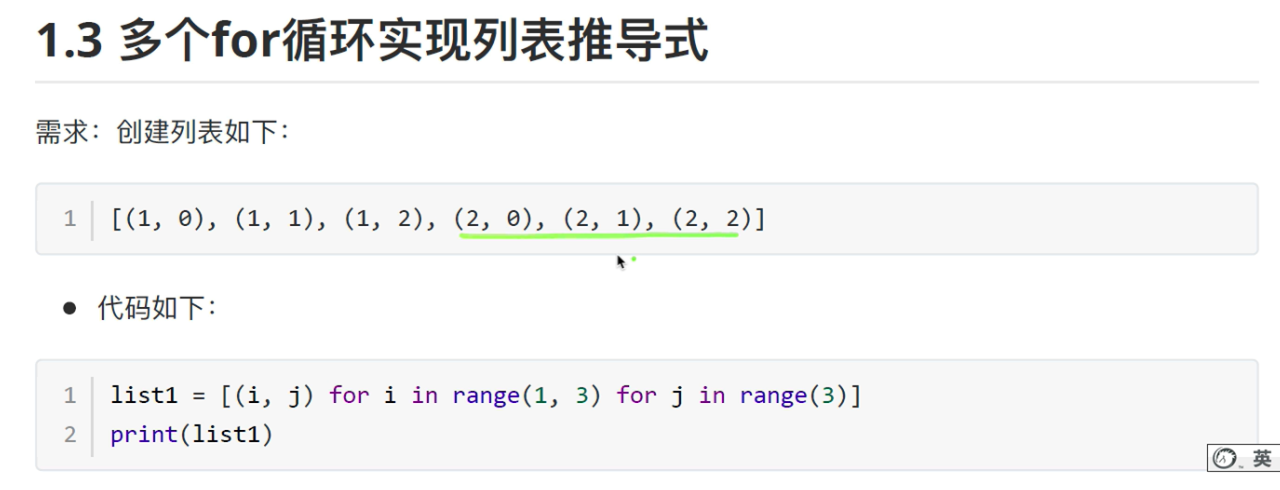 1.3 多个for循环实现列表推导式
需求：创建列表如下：
1 [(1, 0), (1, 1), (1, 2), (2, 0), (2, 1), (2, 2)]
● 代码如下：
1 list1 = [(i, j) for i in range(1, 3) for j in range(3)]
2 print(list1)
英